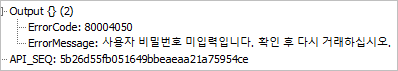 Output {} (2)
ErrorCode: 80004050
ErrorMessage: 사용자 비밀번호 미입력입니다. 확인 후 다시 거래하십시오.
API_SEQ: 5b26d55fb051649bbeaeaa21a75954ce